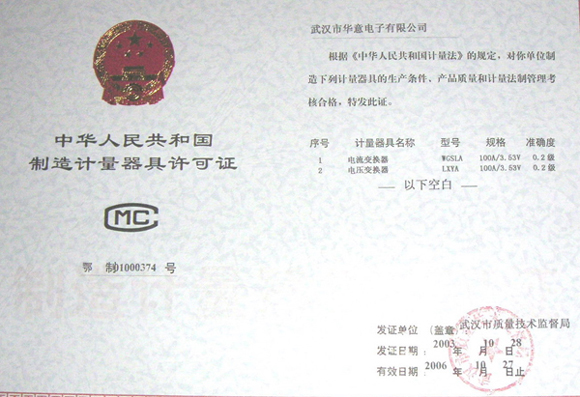 中华人民共和国
制造计量器具许可证
MC
鄂 制01000374 号
武汉市华意电子有限公司
根据《中华人民共和国计量法》的规定，对你单位制
造下列计量器具的生产条件、产品质量和计量法制管理考
核合格，特发此证。
序号 计量器具名称 型号 规格 准确度
1 电流变换器 WGSLA 100A/3.53V 0.2级
2 电压变换器 LXYA 100A/3.53V 0.2级
— 以下空白 —
发证单位 (盖章) 武汉市质量技术监督局
发证日期: 2003 年 10 月 28 日
有效日期: 2006 年 10 月 27 日止